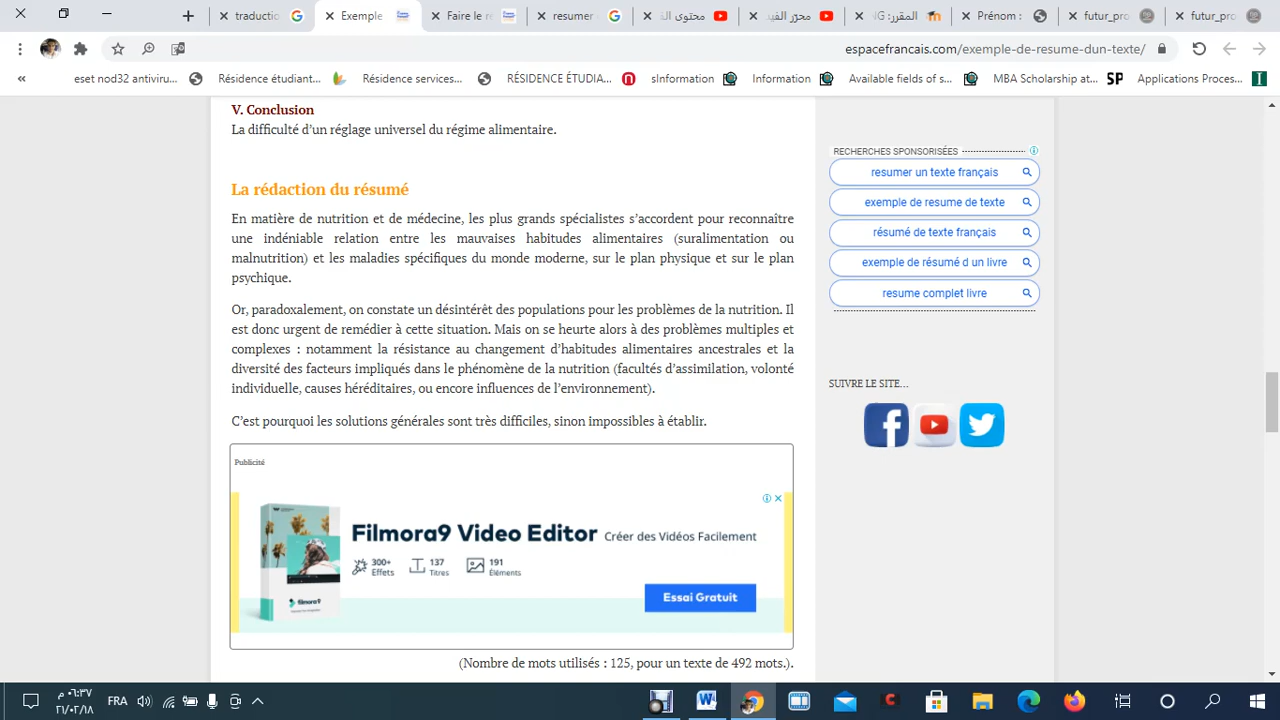 traductio
Exemple
Faire le r
resumer
محتوى الف
محرّر الفيد
المقرر: NG
Prénom :
futur_pro
futur_pro
espacefrancais.com/exemple-de-resume-dun-texte/
«
eset nod32 antiviru...
Résidence étudiant...
Résidence services...
RÉSIDENCE ÉTUDIA...
sInformation
Information
Available fields of s...
MBA Scholarship at...
SP
Applications Proces...
V. Conclusion
La difficulté d’un réglage universel du régime alimentaire.
La rédaction du résumé
En matière de nutrition et de médecine, les plus grands spécialistes s’accordent pour reconnaître
une indéniable relation entre les mauvaises habitudes alimentaires (suralimentation ou
malnutrition) et les maladies spécifiques du monde moderne, sur le plan physique et sur le plan
psychique.
Or, paradoxalement, on constate un désintérêt des populations pour les problèmes de la nutrition. Il
est donc urgent de remédier à cette situation. Mais on se heurte alors à des problèmes multiples et
complexes : notamment la résistance au changement d’habitudes alimentaires ancestrales et la
diversité des facteurs impliqués dans le phénomène de la nutrition (facultés d’assimilation, volonté
individuelle, causes héréditaires, ou encore influences de l’environnement).
C’est pourquoi les solutions générales sont très difficiles, sinon impossibles à établir.
Publicité
Filmora9 Video Editor
Créer des Vidéos Facilement
300+
Effets
137
Titres
191
Éléments
filmora9
Essai Gratuit
(Nombre de mots utilisés : 125, pour un texte de 492 mots.).
RECHERCHES SPONSORISÉES
resumer un texte français
exemple de resume de texte
résumé de texte français
exemple de résumé d un livre
resume complet livre
SUIVRE LE SITE...
FRA
٠٦:٣٧ م
٢١/٠٢/١٨